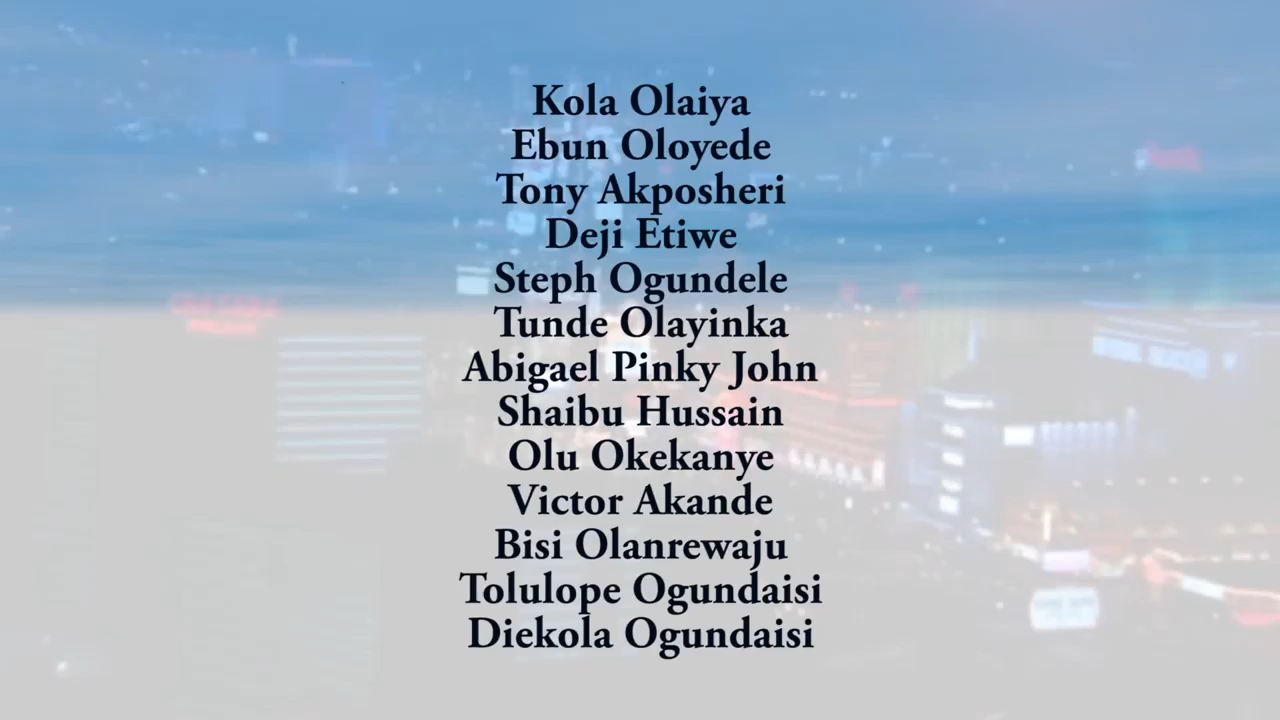 Kola Olaiya
Ebun Oloyede
Tony Akposheri
Deji Etiwe
Steph Ogundele
Tunde Olayinka
Abigael Pinky John
Shaibu Hussain
Olu Okekanye
Victor Akande
Bisi Olanrewaju
Tolulope Ogundaisi
Diekola Ogundaisi